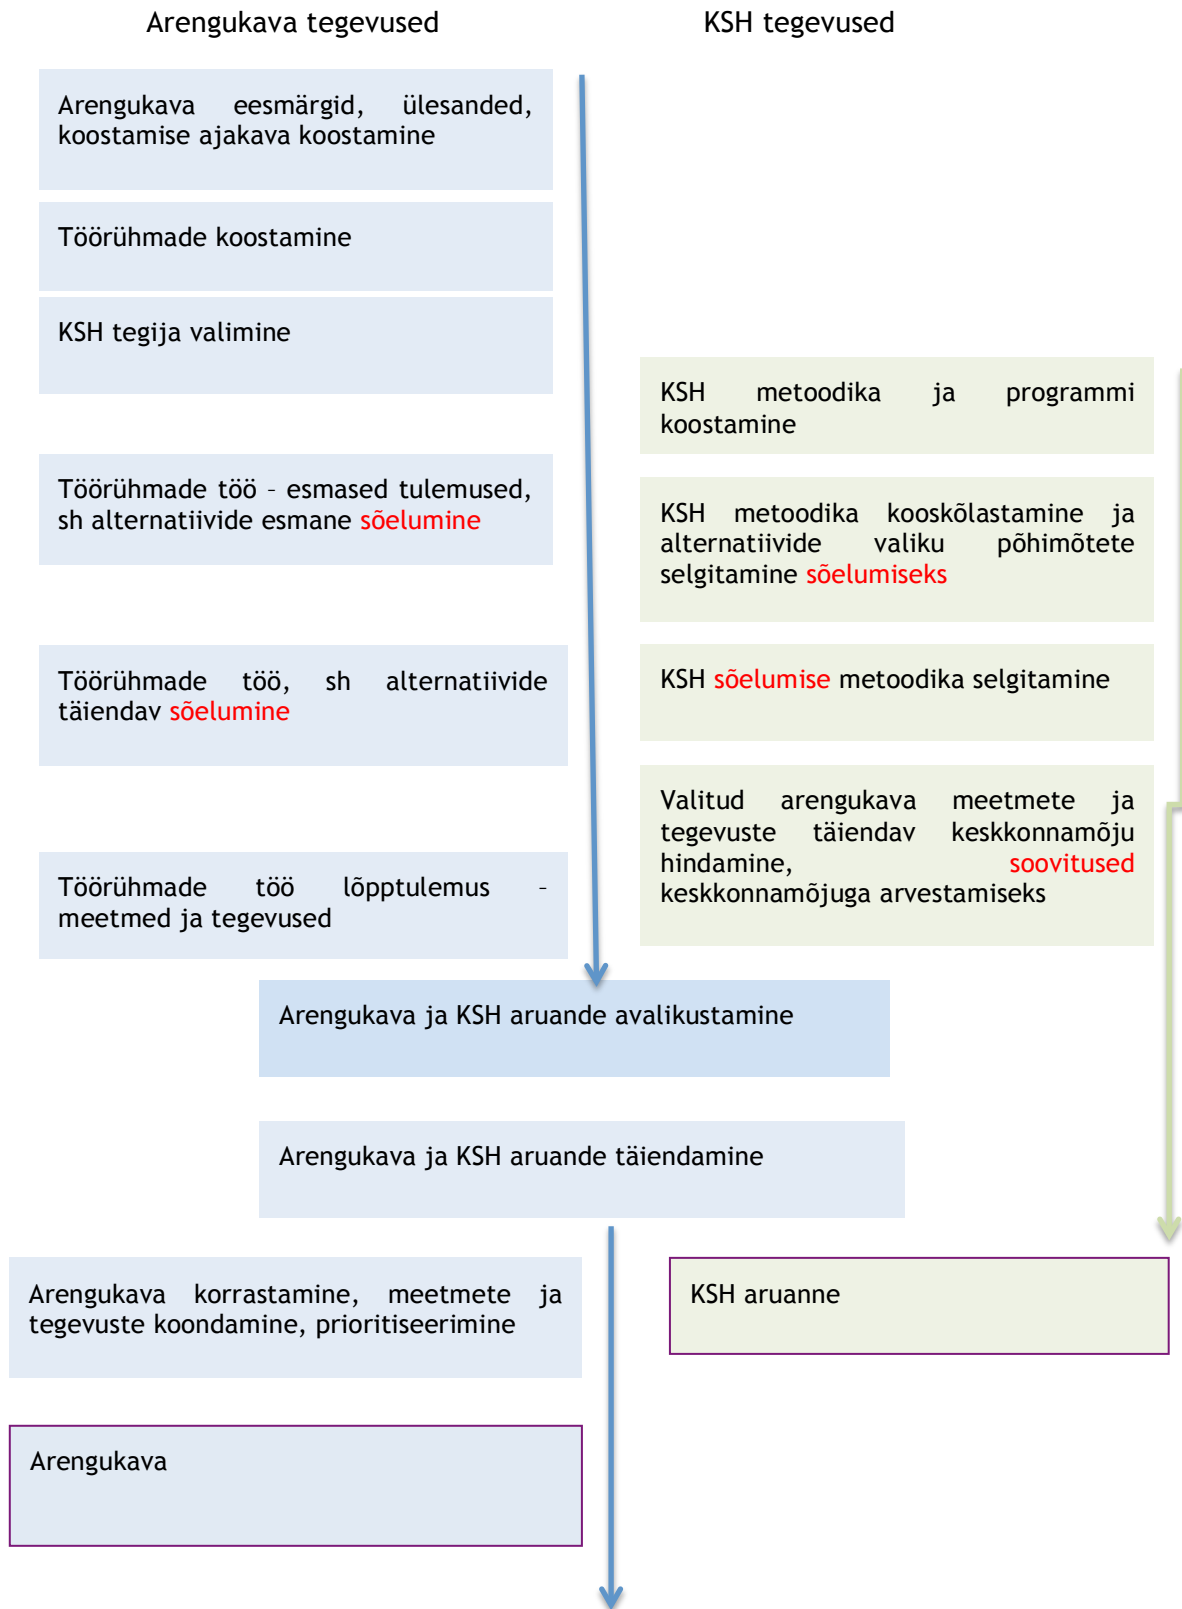 Arengukava tegevused
KSH tegevused
Arengukava eesmärgid, ülesanded,
koostamise ajakava koostamine
Töörühmade koostamine
KSH tegija valimine
KSH metoodika ja programmi
koostamine
Töörühmade töö – esmased tulemused,
sh alternatiivide esmane sõelumine
KSH metoodika kooskõlastamine ja
alternatiivide valiku põhimõtete
selgitamine sõelumiseks
Töörühmade töö, sh alternatiivide
täiendav sõelumine
KSH sõelumise metoodika selgitamine
Valitud arengukava meetmete ja
tegevuste täiendav keskkonnamõju
hindamine, soovitused
keskkonnamõjuga arvestamiseks
Töörühmade töö lõpptulemus –
meetmed ja tegevused
Arengukava ja KSH aruande avalikustamine
Arengukava ja KSH aruande täiendamine
Arengukava korrastamine, meetmete ja
tegevuste koondamine, prioritiseerimine
KSH aruanne
Arengukava